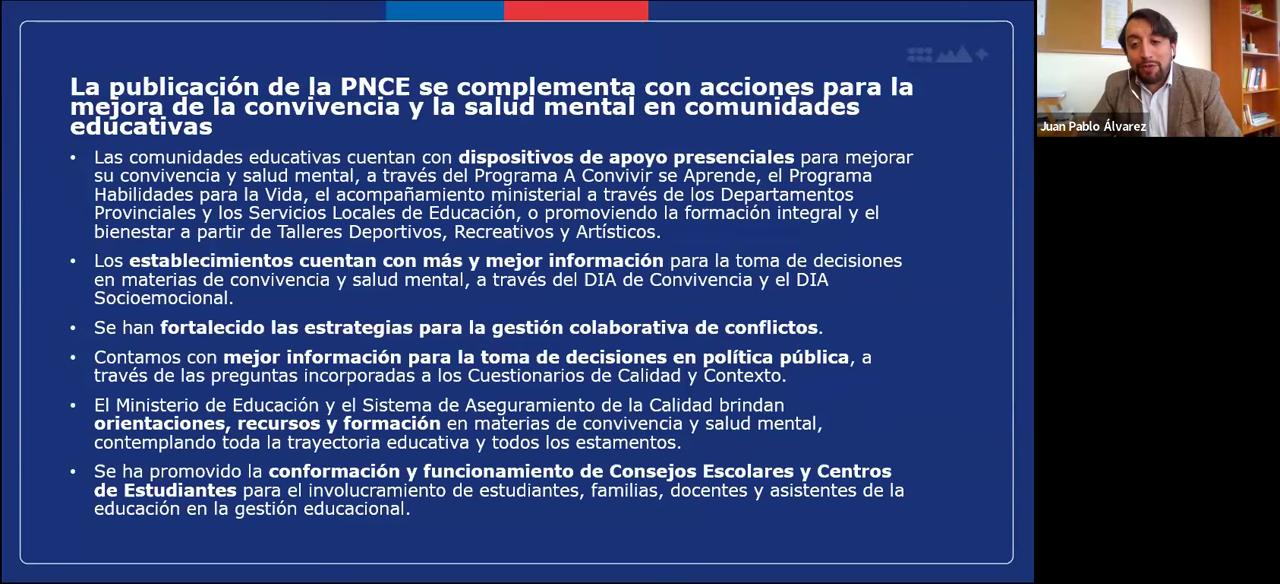 La publicación de la PNCE se complementa con acciones para la
mejora de la convivencia y la salud mental en comunidades
educativas
• Las comunidades educativas cuentan con dispositivos de apoyo presenciales para mejorar
su convivencia y salud mental, a través del Programa A Convivir se Aprende, el Programa
Habilidades para la Vida, el acompañamiento ministerial a través de los Departamentos
Provinciales y los Servicios Locales de Educación, o promoviendo la formación integral y el
bienestar a partir de Talleres Deportivos, Recreativos y Artísticos.
• Los establecimientos cuentan con más y mejor información para la toma de decisiones
en materias de convivencia y salud mental, a través del DIA de Convivencia y el DIA
Socioemocional.
• Se han fortalecido las estrategias para la gestión colaborativa de conflictos.
• Contamos con mejor información para la toma de decisiones en política pública, a
través de las preguntas incorporadas a los Cuestionarios de Calidad y Contexto.
• El Ministerio de Educación y el Sistema de Aseguramiento de la Calidad brindan
orientaciones, recursos y formación en materias de convivencia y salud mental,
contemplando toda la trayectoria educativa y todos los estamentos.
• Se ha promovido la conformación y funcionamiento de Consejos Escolares y Centros
de Estudiantes para el involucramiento de estudiantes, familias, docentes y asistentes de la
educación en la gestión educacional.
Juan Pablo Álvarez